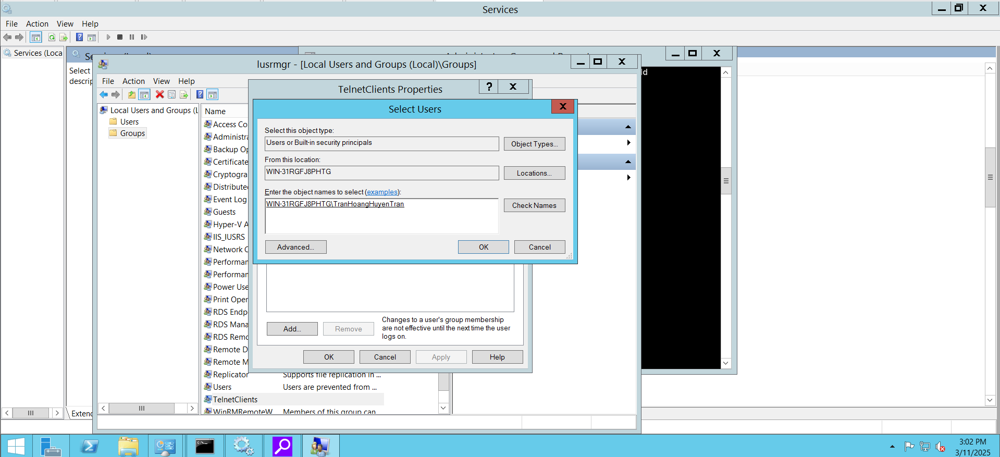 Services
File Action View Help
Services (Loca
Select
descrip
Extend
lusrmgr - [Local Users and Groups (Local)\Groups]
File Action View Help
Local Users and Groups (L
Users
Groups
Name
Access Co
Administra
Backup Op
Certificate
Cryptogra
Distributed
Event Log
Guests
Hyper-V A
IIS_IUSRS
Network C
Performan
Performan
Power Use
Print Oper
RDS Endp
RDS Mana
RDS Remo
Remote D
Remote M
Replicator Supports file replication in ...
Users Users are prevented from ...
TelnetClients
WinRMRemoteW Members of this group can
TelnetClients Properties
?
Select Users
Select this object type:
Users or Built-in security principals
Object Types...
From this location:
WIN-31RGFJ8PHTG
Locations...
Enter the object names to select (examples):
WIN-31RGFJ8PHTG\TranHoangHuyenTran
Check Names
Advanced...
OK
Cancel
Add...
Remove
Changes to a user's group membership
are not effective until the next time the user
logs on.
OK
Cancel
Apply
Help
3:02 PM
3/11/2025